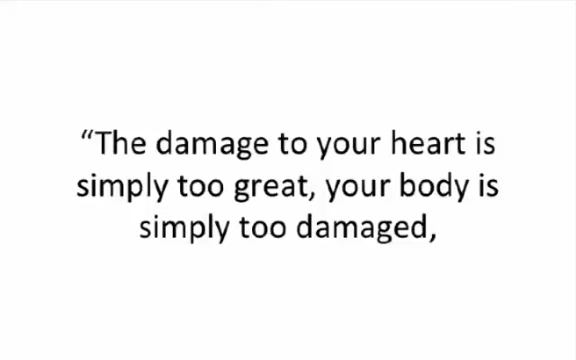 “The damage to your heart is
simply too great, your body is
simply too damaged,